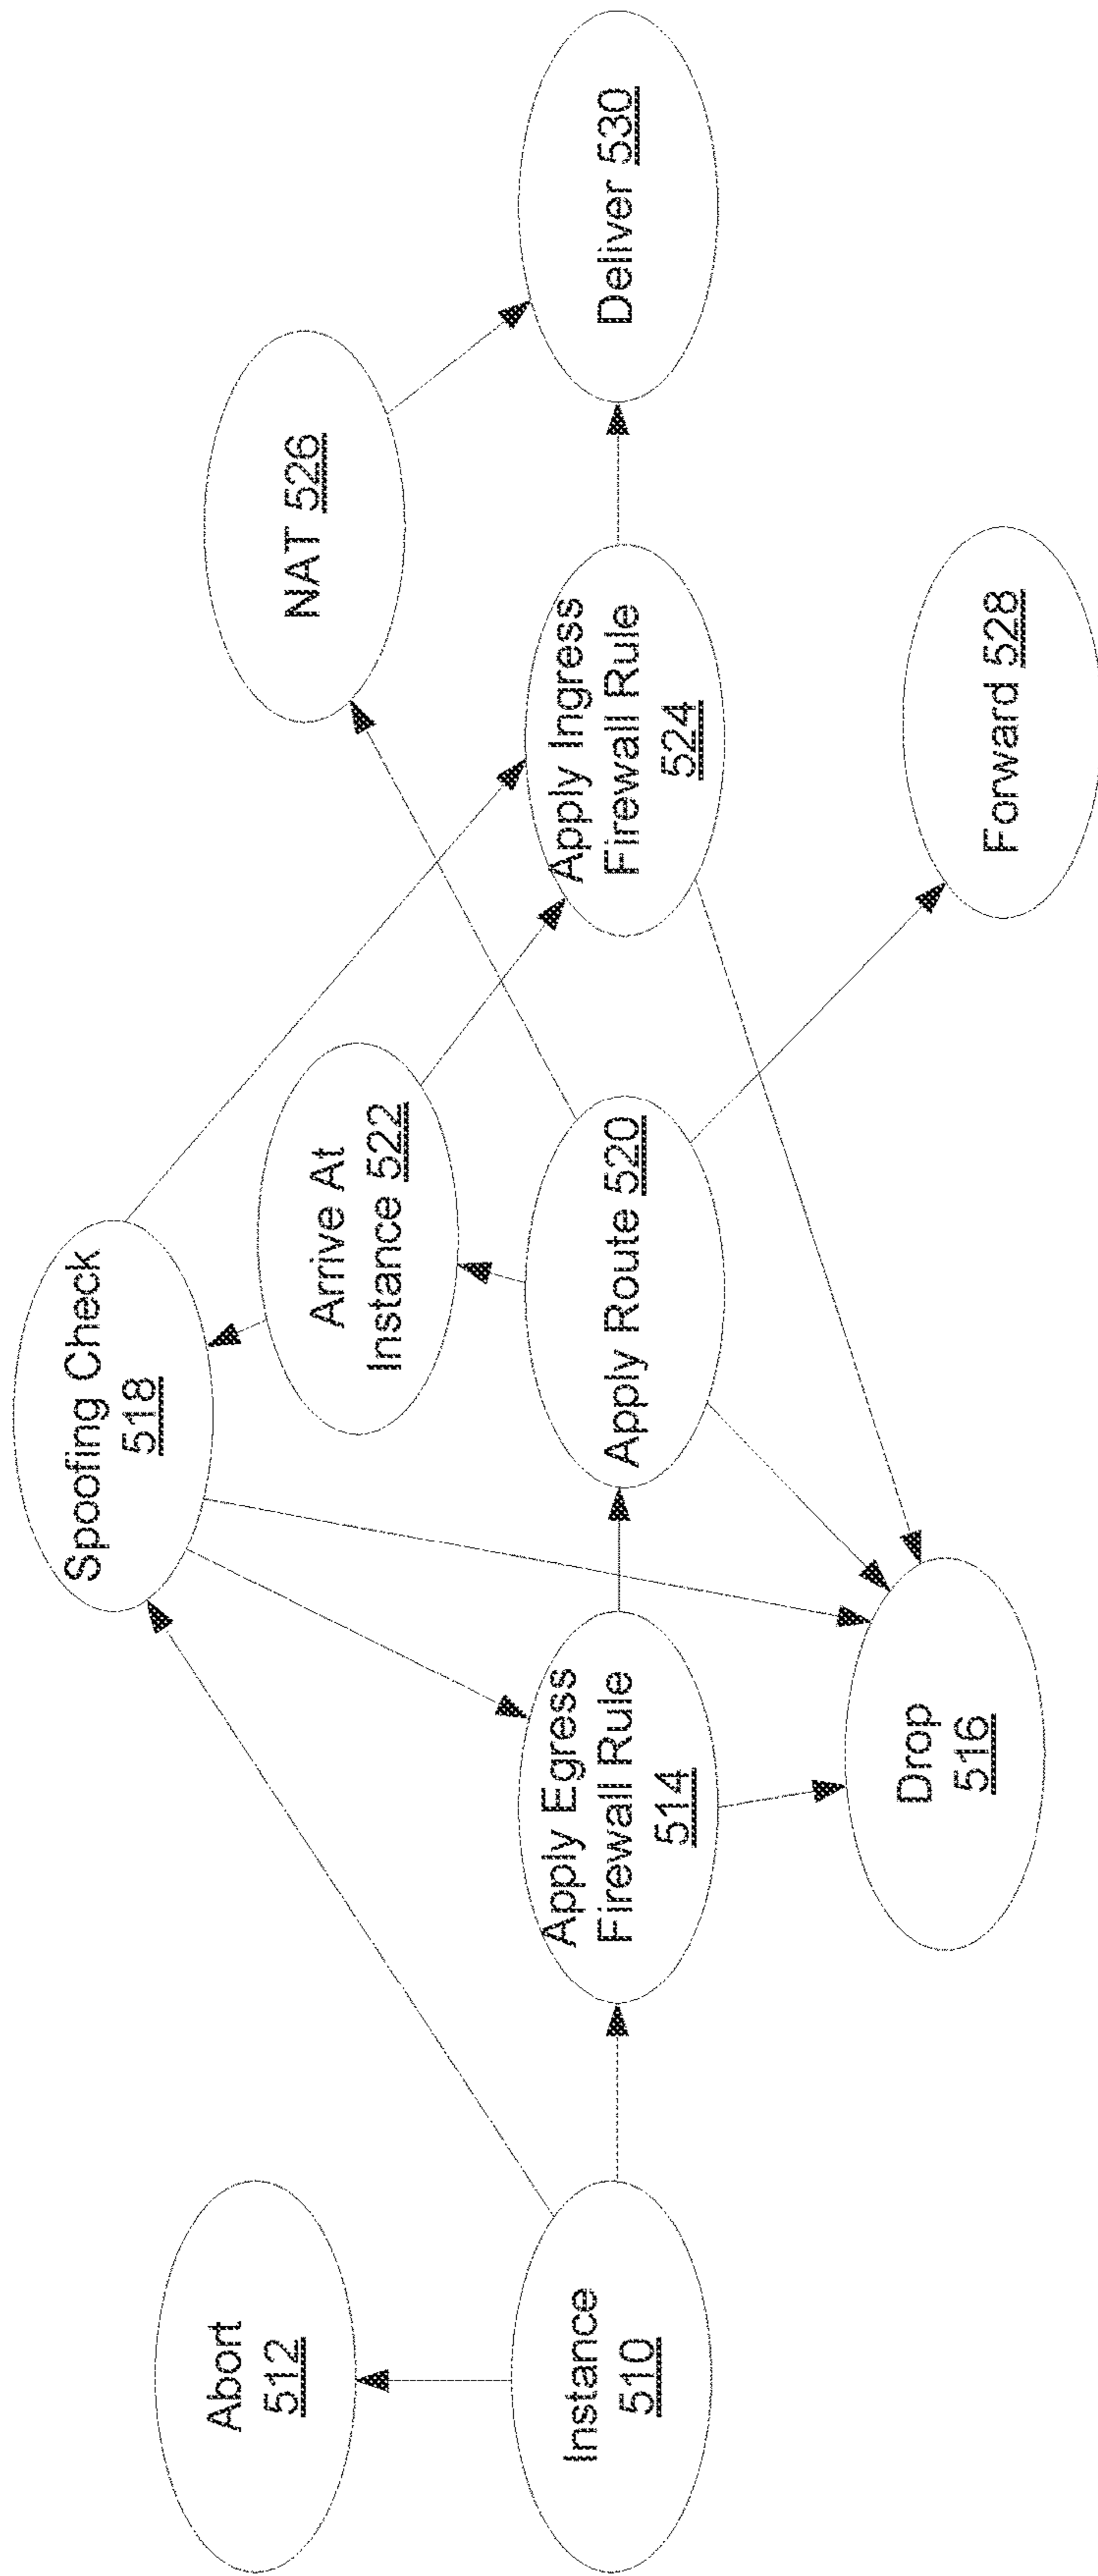 Abort
512
Instance
510
Spoofing Check
518
Apply Egress
Firewall Rule
514
Drop
516
Arrive At
Instance 522
Apply Route 520
NAT 526
Apply Ingress
Firewall Rule
524
Forward 528
Deliver 530